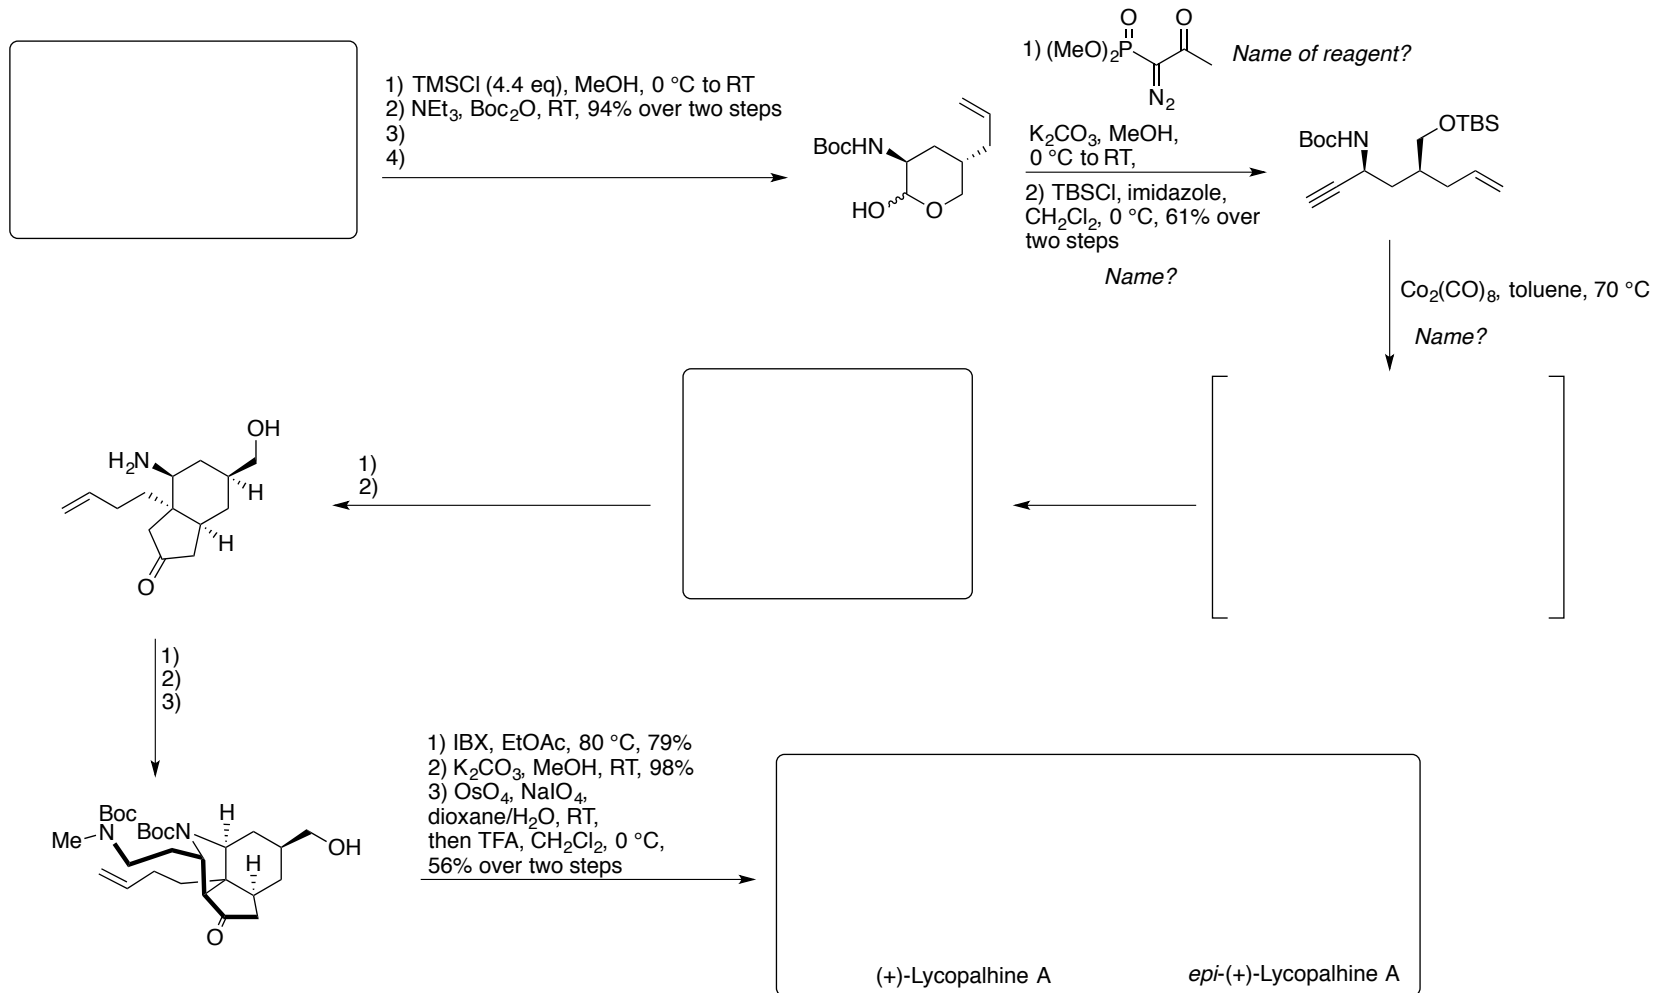 1) TMSCl (4.4 eq), MeOH, 0 °C to RT
2) NEt3, Boc2O, RT, 94% over two steps
3)
4)
BocHN
HO
O
O
O
1) (MeO)2P
N2
Name of reagent?
K2CO3, MeOH,
0 °C to RT,
2) TBSCl, imidazole,
CH2Cl2, 0 °C, 61% over
two steps
Name?
OTBS
BocHN
Co2(CO)8, toluene, 70 °C
Name?
1)
2)
OH
H2N
H
H
O
1)
2)
3)
Boc
Me
N
BocN
H
H
OH
O
1) IBX, EtOAc, 80 °C, 79%
2) K2CO3, MeOH, RT, 98%
3) OsO4, NaIO4,
dioxane/H2O, RT,
then TFA, CH2Cl2, 0 °C,
56% over two steps
(+)-Lycopalhine A
epi-(+)-Lycopalhine A